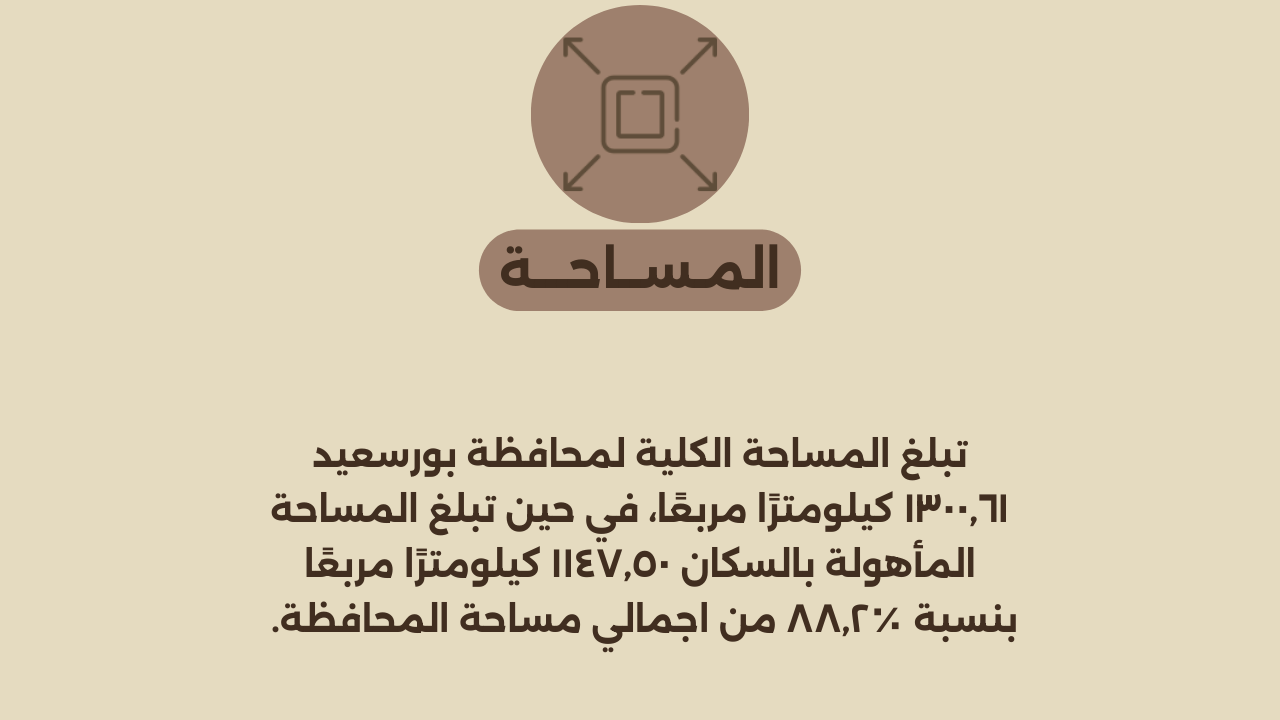 المساحة
تبلغ المساحة الكلية لمحافظة بورسعيد
١٣٠٠,٦١ كيلومترًا مربعًا، في حين تبلغ المساحة
المأهولة بالسكان ١١٤٧,٥٠ كيلومترًا مربعًا
بنسبة ٨٨,٢٪ من اجمالي مساحة المحافظة.